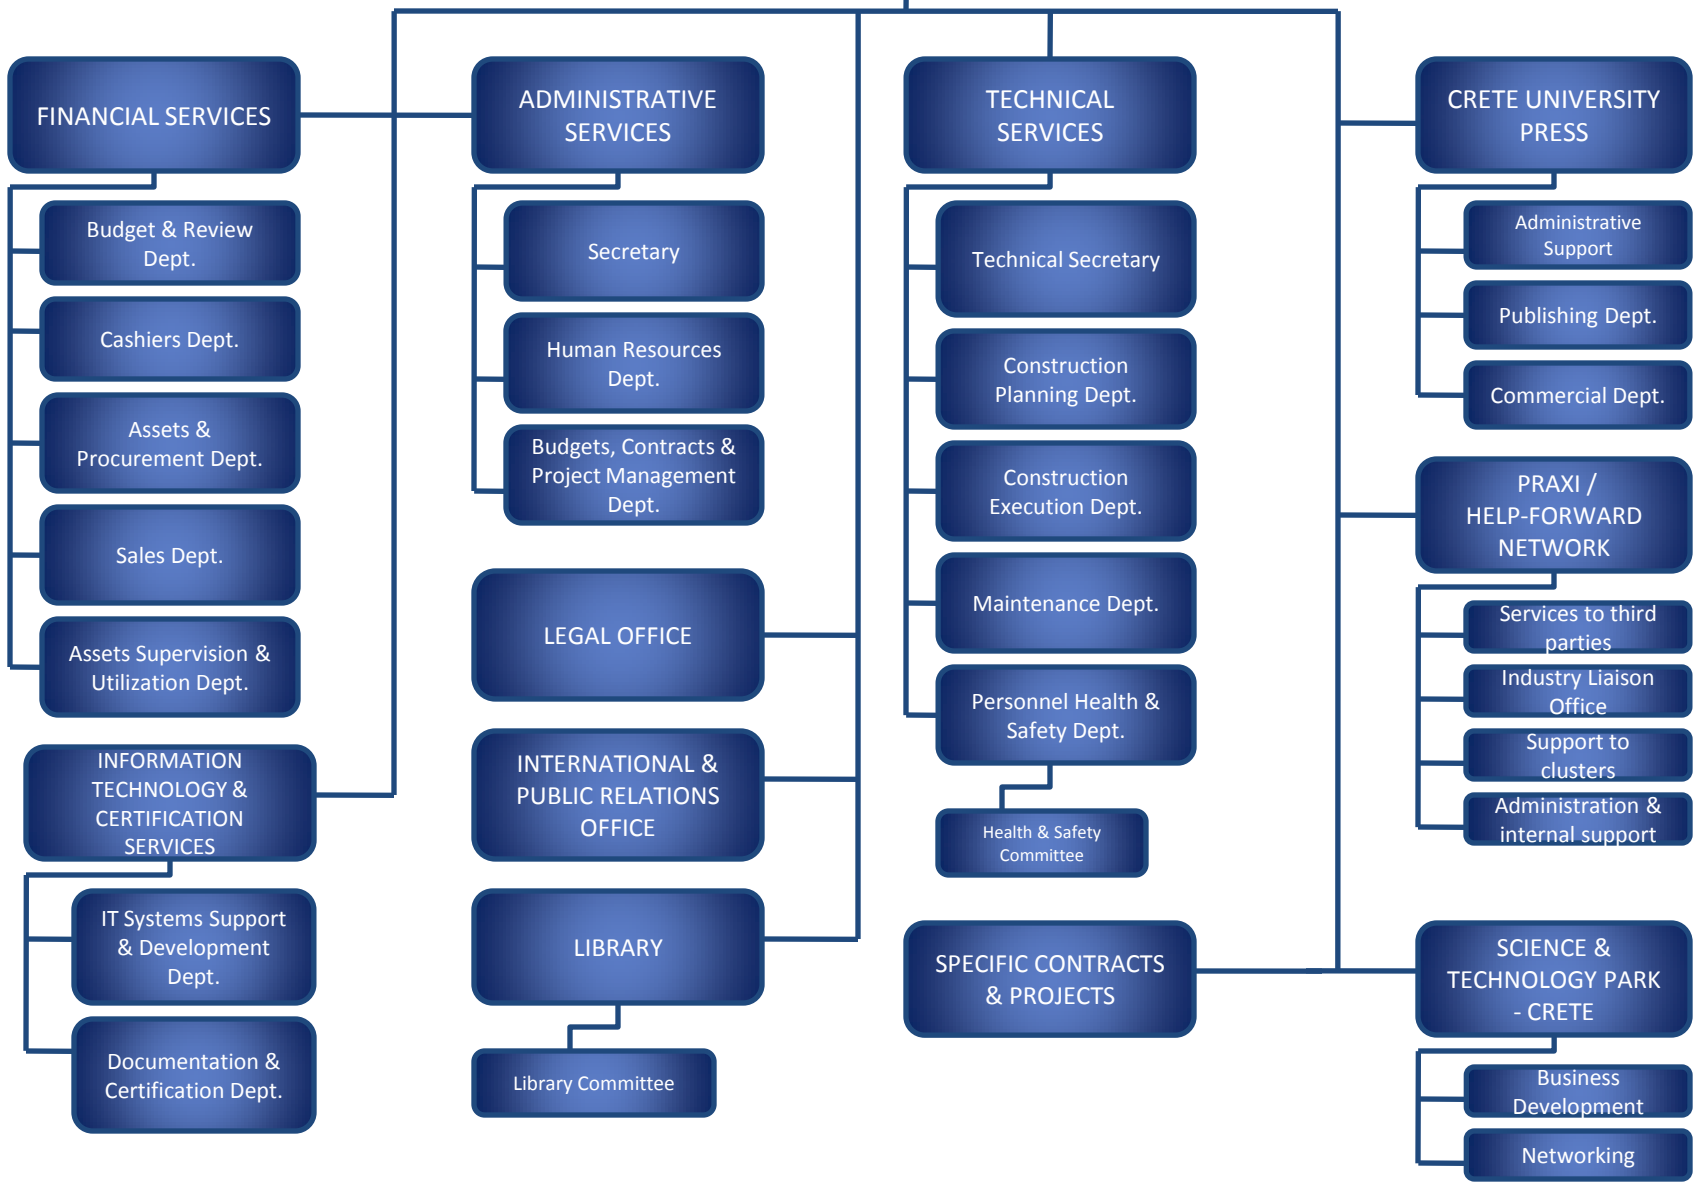 FINANCIAL SERVICES
Budget & Review
Dept.
Cashiers Dept.
Assets &
Procurement Dept.
Sales Dept.
Assets Supervision &
Utilization Dept.
INFORMATION
TECHNOLOGY &
CERTIFICATION
SERVICES
IT Systems Support
& Development
Dept.
Documentation &
Certification Dept.
ADMINISTRATIVE
SERVICES
Secretary
Human Resources
Dept.
Budgets, Contracts &
Project Management
Dept.
LEGAL OFFICE
INTERNATIONAL &
PUBLIC RELATIONS
OFFICE
LIBRARY
Library Committee
TECHNICAL
SERVICES
Technical Secretary
Construction
Planning Dept.
Construction
Execution Dept.
Maintenance Dept.
Personnel Health &
Safety Dept.
Health & Safety
Committee
SPECIFIC CONTRACTS
& PROJECTS
CRETE UNIVERSITY
PRESS
Administrative
Support
Publishing Dept.
Commercial Dept.
PRAXI /
HELP-FORWARD
NETWORK
Services to third
parties
Industry Liaison
Office
Support to
clusters
Administration &
internal support
SCIENCE &
TECHNOLOGY PARK
- CRETE
Business
Development
Networking